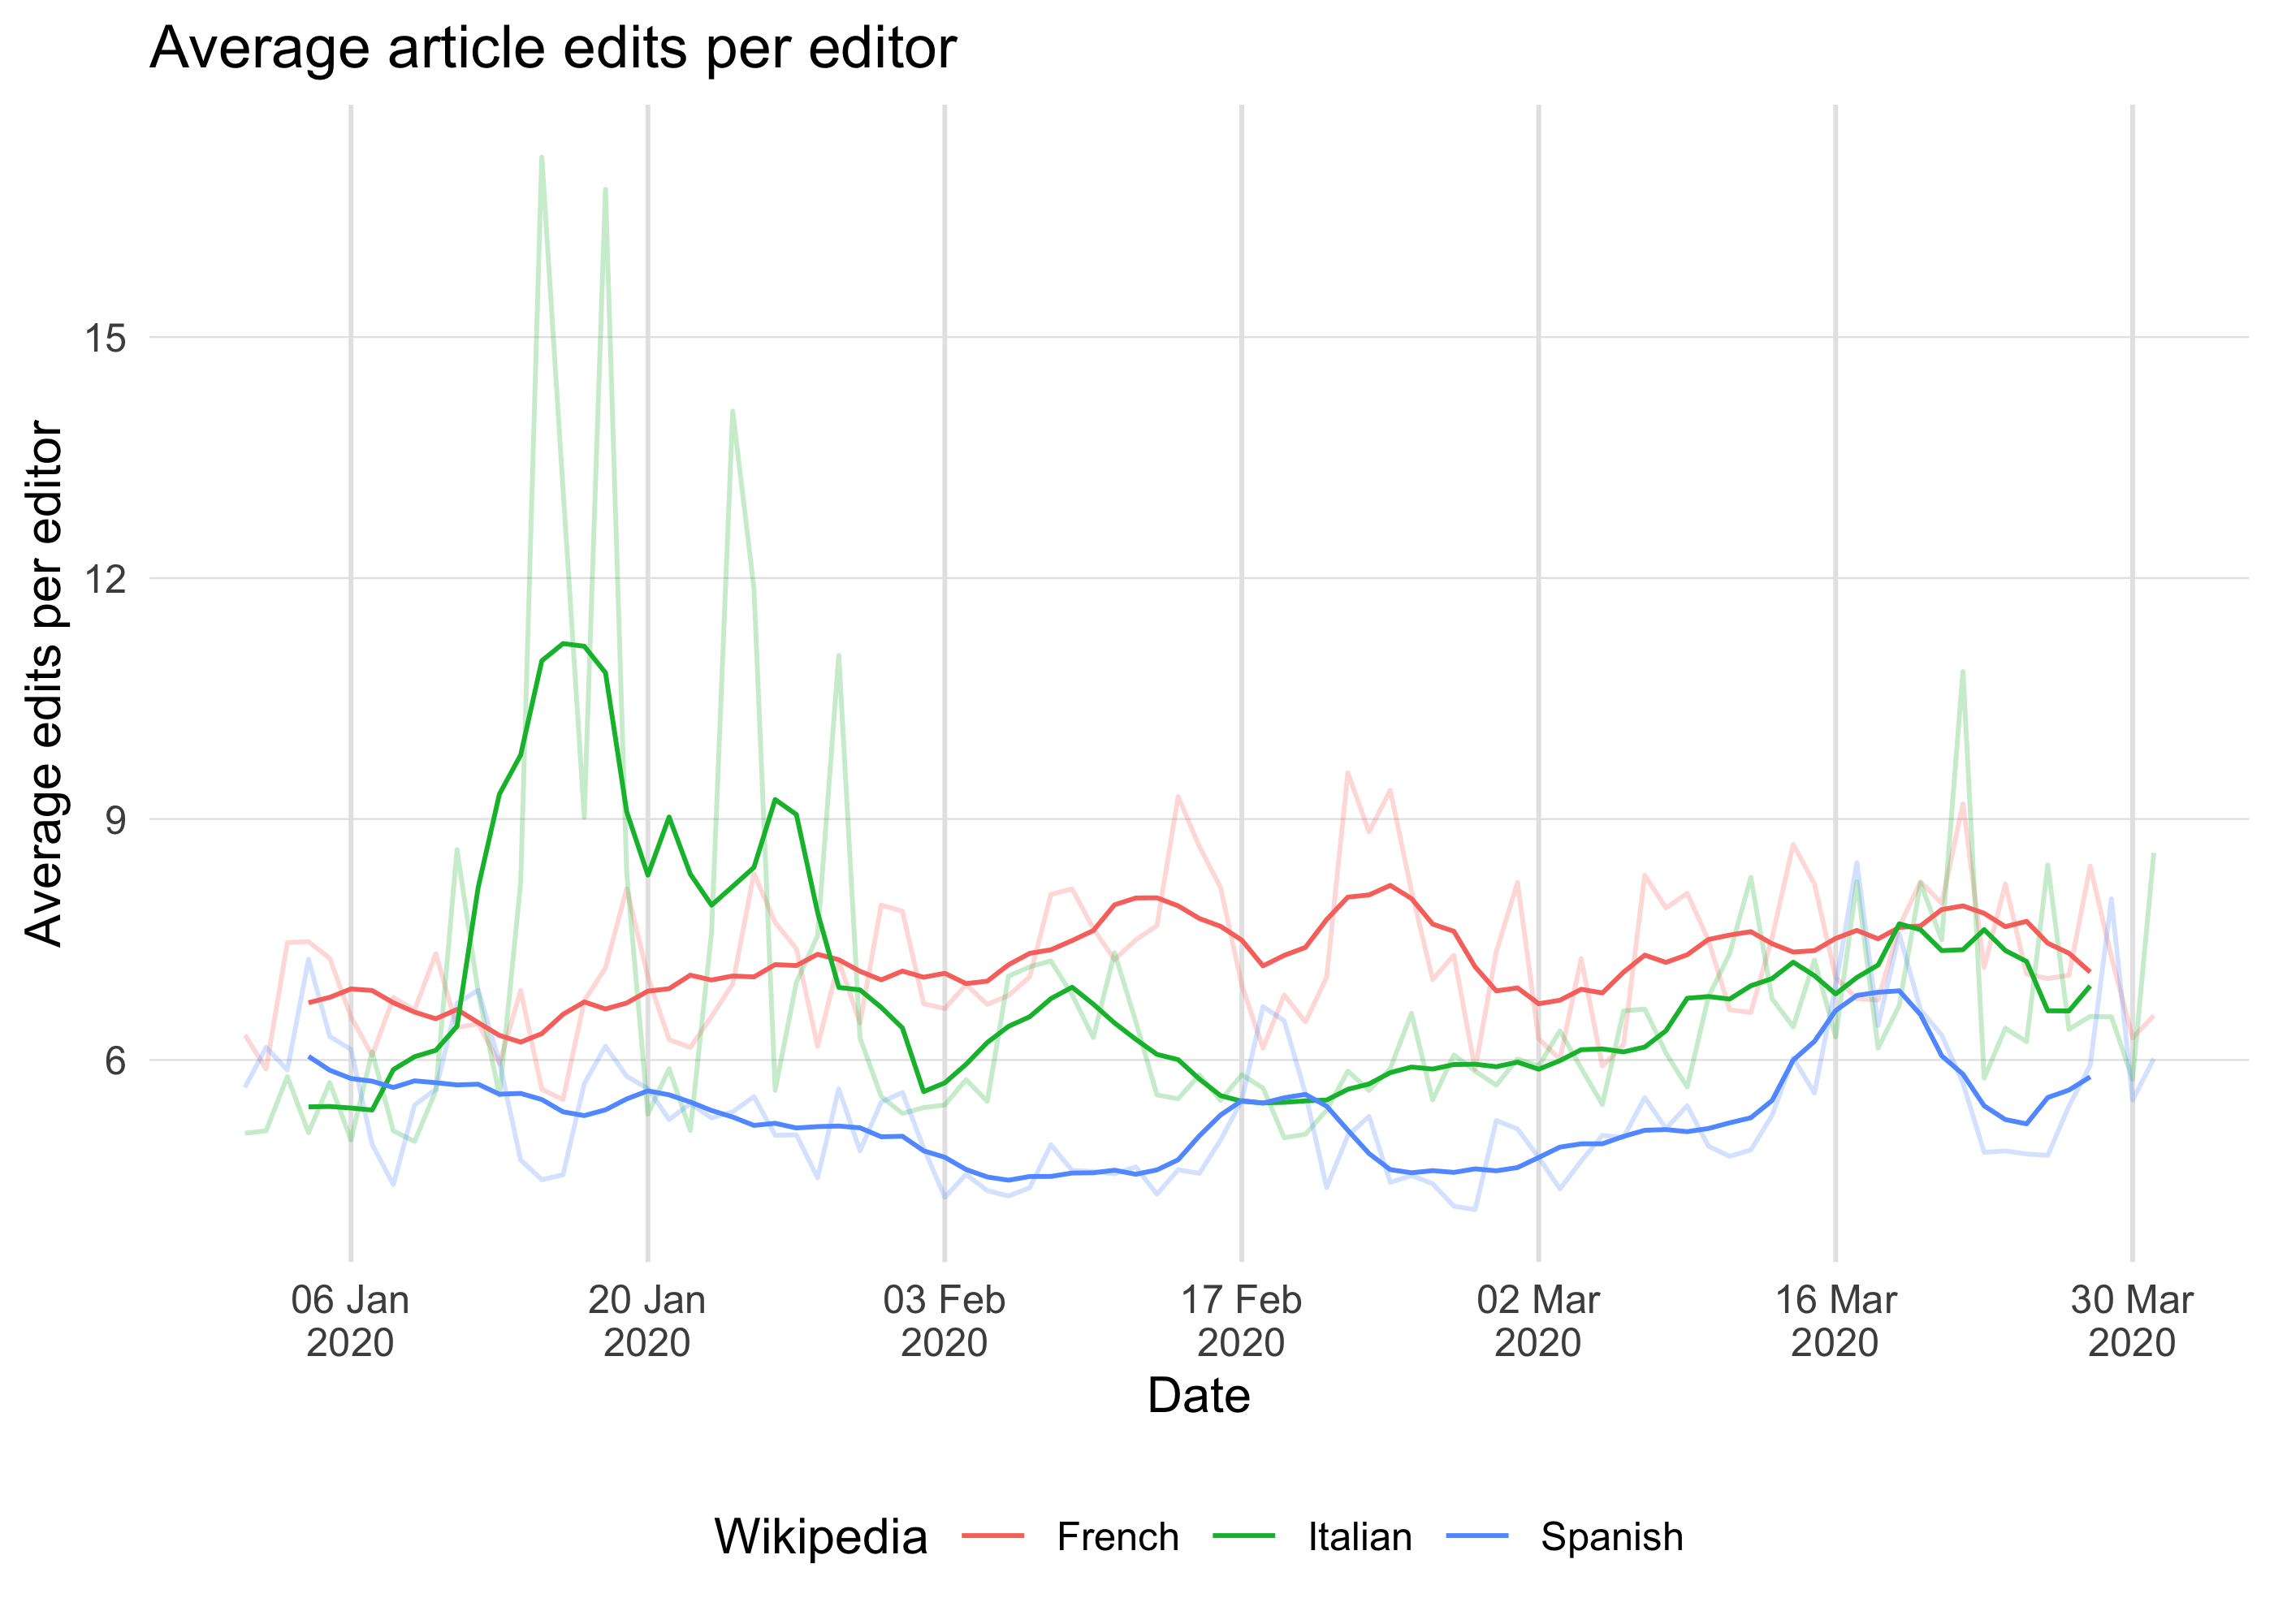 Average article edits per editor
Average edits per editor
15
12
9
6
06 Jan
2020
20 Jan
2020
03 Feb
2020
17 Feb
2020
02 Mar
2020
16 Mar
2020
30 Mar
2020
Date
Wikipedia French Italian Spanish